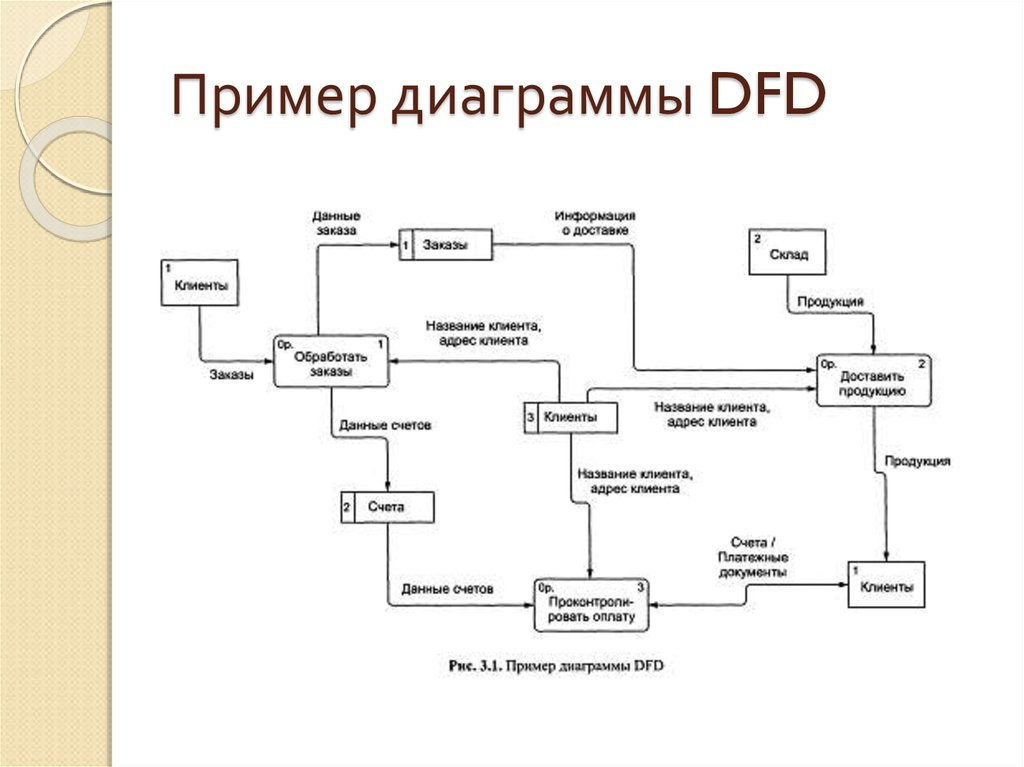 Пример диаграммы DFD
Данные
заказа
Информация
о доставке
1 Заказы
2
Склад
1
Клиенты
Продукция
Название клиента,
адрес клиента
0р. 1
Обработать
заказы
Заказы
0р. 2
Доставить
продукцию
Данные счетов
3 Клиенты
Название клиента,
адрес клиента
Продукция
Название клиента,
адрес клиента
2 Счета
Счета /
Платежные
документы
1
Клиенты
Данные счетов
0р. 3
Проконтроли-
ровать оплату
Рис. 3.1. Пример диаграммы DFD